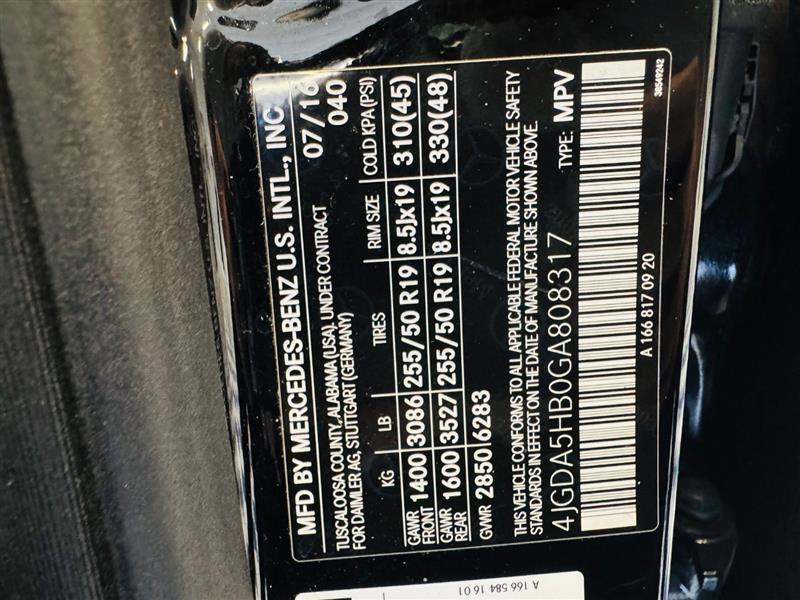 MFD BY MERCEDES-BENZ U.S. INTL., INC
TUSCALOOSA COUNTY, ALABAMA (USA). UNDER CONTRACT 07/16
FOR DAIMLER AG, STUTTGART (GERMANY) 040
KG LB TIRES RIM SIZE COLD KPA (PSI)
GAWR FRONT 1400 3086 255/50 R19 8.5Jx19 310(45)
GAWR REAR 1600 3527 255/50 R19 8.5Jx19 330(48)
GVWR 2850 6283
THIS VEHICLE CONFORMS TO ALL APPLICABLE FEDERAL MOTOR VEHICLE SAFETY
STANDARDS IN EFFECT ON THE DATE OF MANUFACTURE SHOWN ABOVE.
4JGDA5HB0GA808317 TYPE: MPV
A 166 817 09 20
38549242
A 166 584 16 01